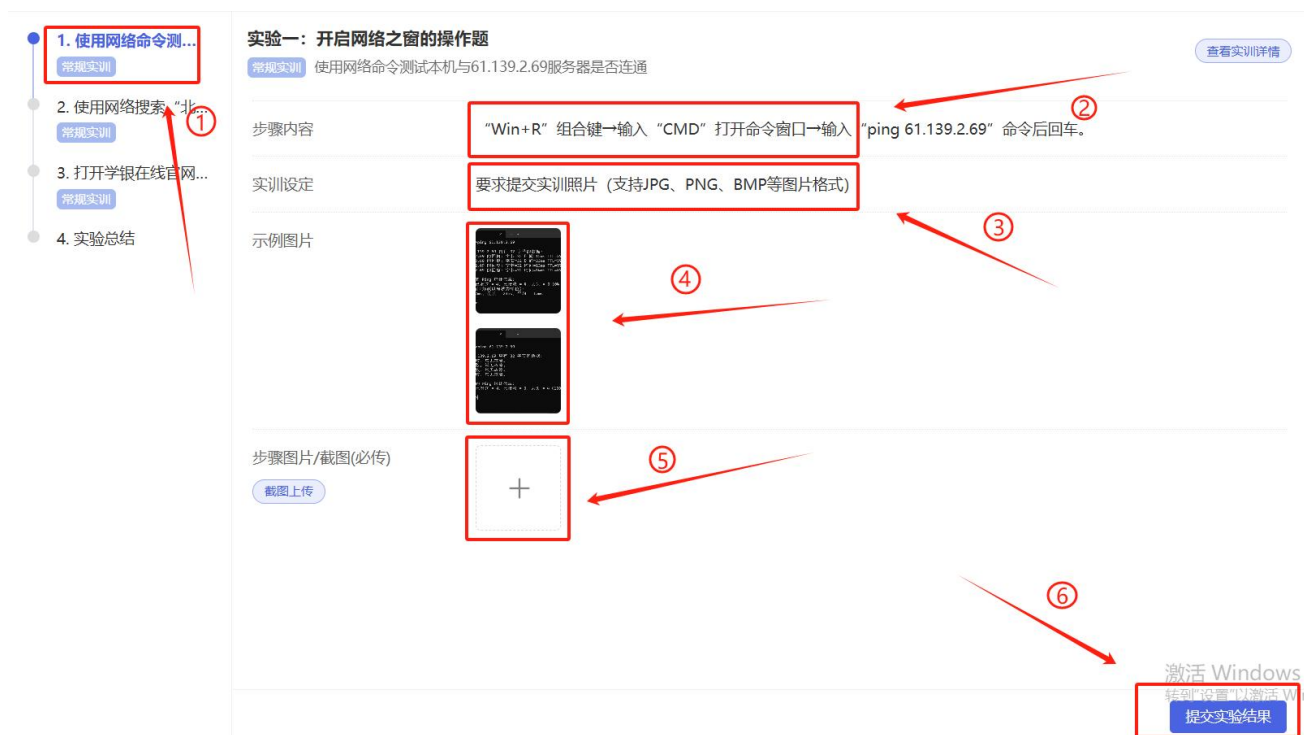 1. 使用网络命令测...
常规实训
2. 使用网络搜索“北...
常规实训
3. 打开学银在线官网...
常规实训
4. 实验总结
①
实验一：开启网络之窗的操作题
常规实训 使用网络命令测试本机与61.139.2.69服务器是否连通
查看实训详情
②
步骤内容 “Win+R”组合键→输入“CMD”打开命令窗口→输入“ping 61.139.2.69”命令后回车。
实训设定 要求提交实训照片（支持JPG、PNG、BMP等图片格式）
③
示例图片
④
步骤图片/截图(必传)
截图上传
⑤
⑥
激活 Windows
转到"设置"以激活 Wi
提交实验结果